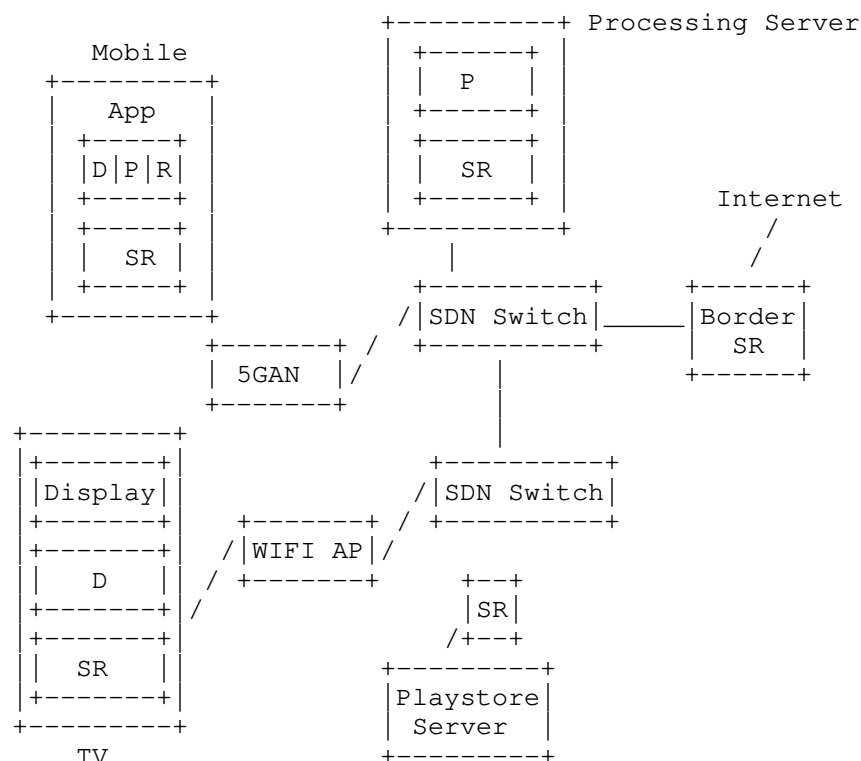 Processing Server
Mobile
App
P
D|P|R
SR
Internet
SR
SDN Switch
Border
SR
5GAN
Display
SDN Switch
WIFI AP
D
SR
SR
Playstore
Server
TV